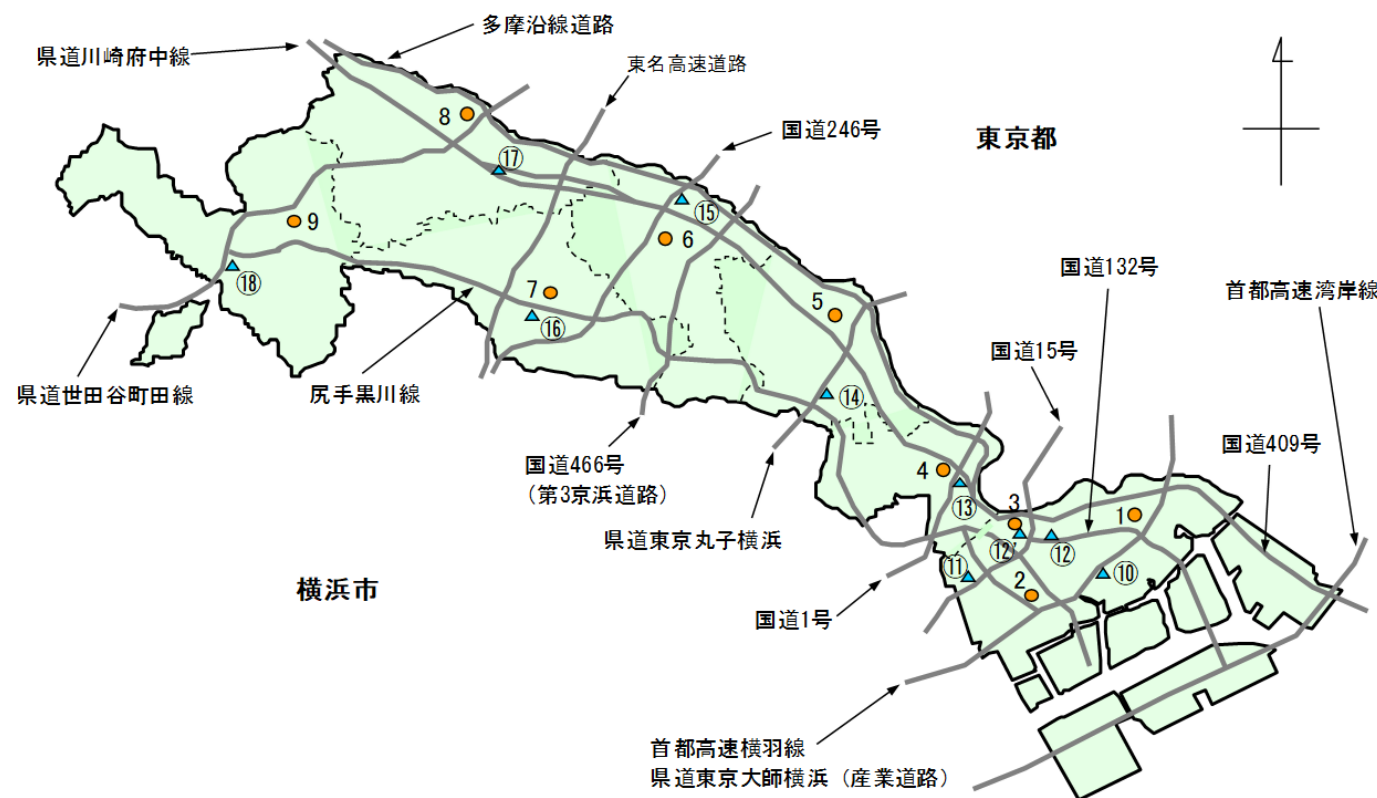 多摩沿線道路
県道川崎府中線
東名高速道路
国道246号
東京都
8
⑰
⑮
9
6
⑱
7
⑯
5
国道132号
首都高速湾岸線
国道15号
県道世田谷町田線
尻手黒川線
⑭
国道409号
国道466号
(第3京浜道路)
4
⑬
3
1
県道東京丸子横浜
⑫
⑫
⑪
⑩
2
横浜市
国道1号
首都高速横羽線
県道東京大師横浜(産業道路)